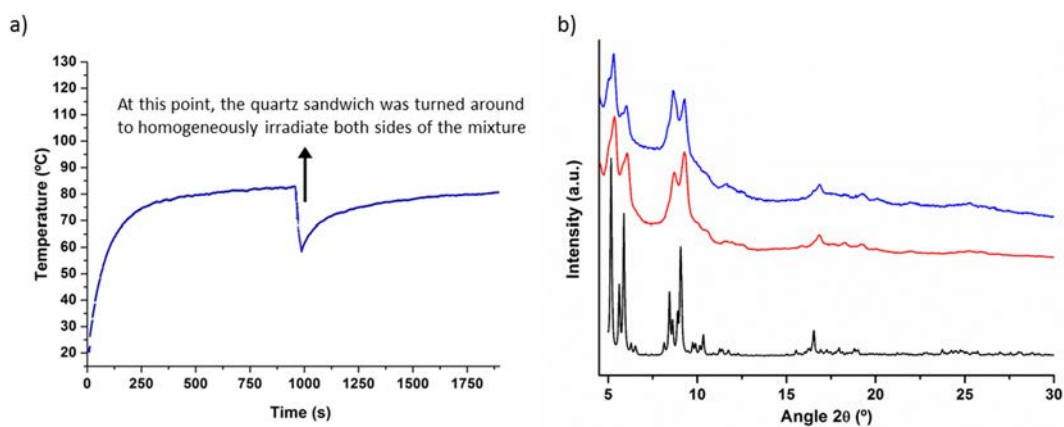 a)
130
120
110
100
90
80
70
60
50
40
30
20
Temperature (ºC)
At this point, the quartz sandwich was turned around
to homogeneously irradiate both sides of the mixture
0 250 500 750 1000 1250 1500 1750
Time (s)
b)
Intensity (a.u.)
5 10 15 20 25 30
Angle 2θ (º)